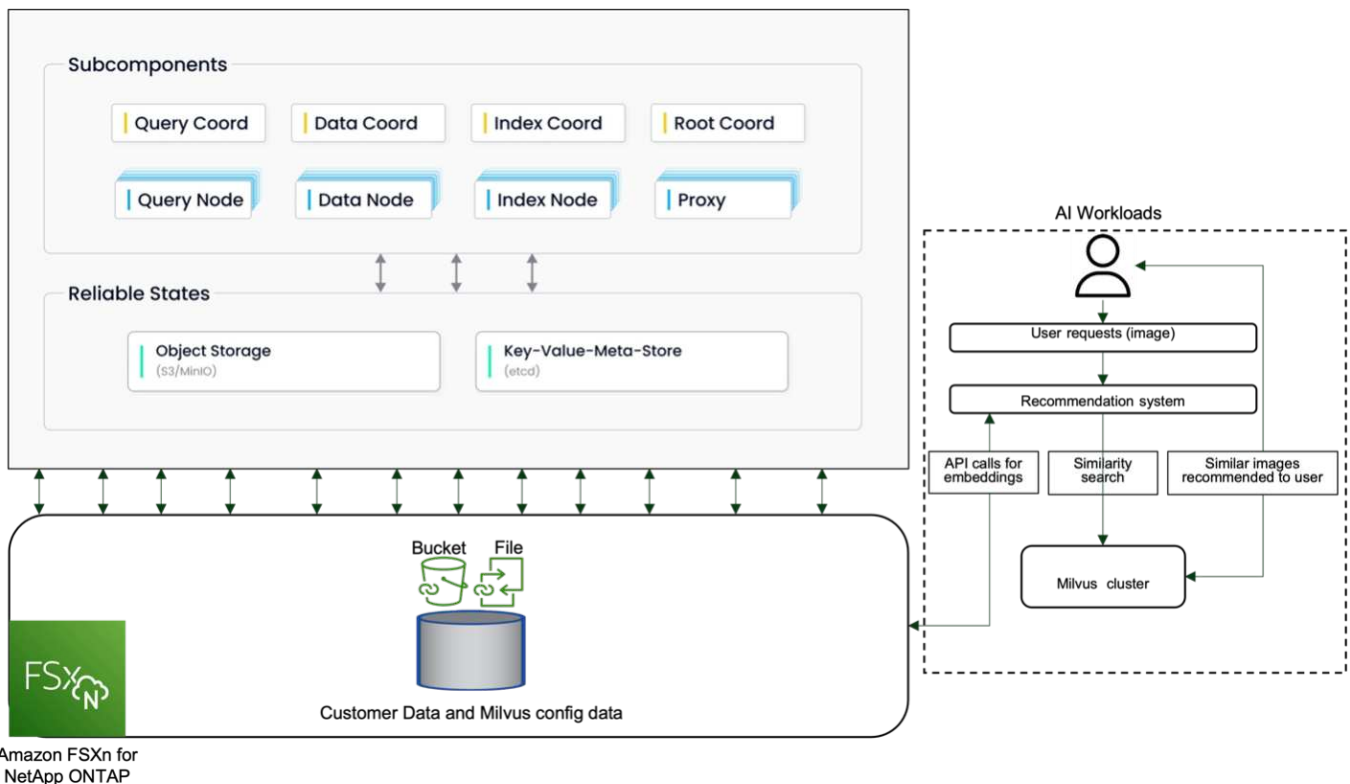 Subcomponents
Query Coord
Data Coord
Index Coord
Root Coord
Query Node
Data Node
Index Node
Proxy
Reliable States
Object Storage
(S3/MinIO)
Key-Value-Meta-Store
(etcd)
Bucket
File
Customer Data and Milvus config data
FSx
N
Amazon FSXn for
NetApp ONTAP
AI Workloads
User requests (image)
Recommendation system
API calls for
embeddings
Similarity
search
Similar images
recommended to user
Milvus cluster